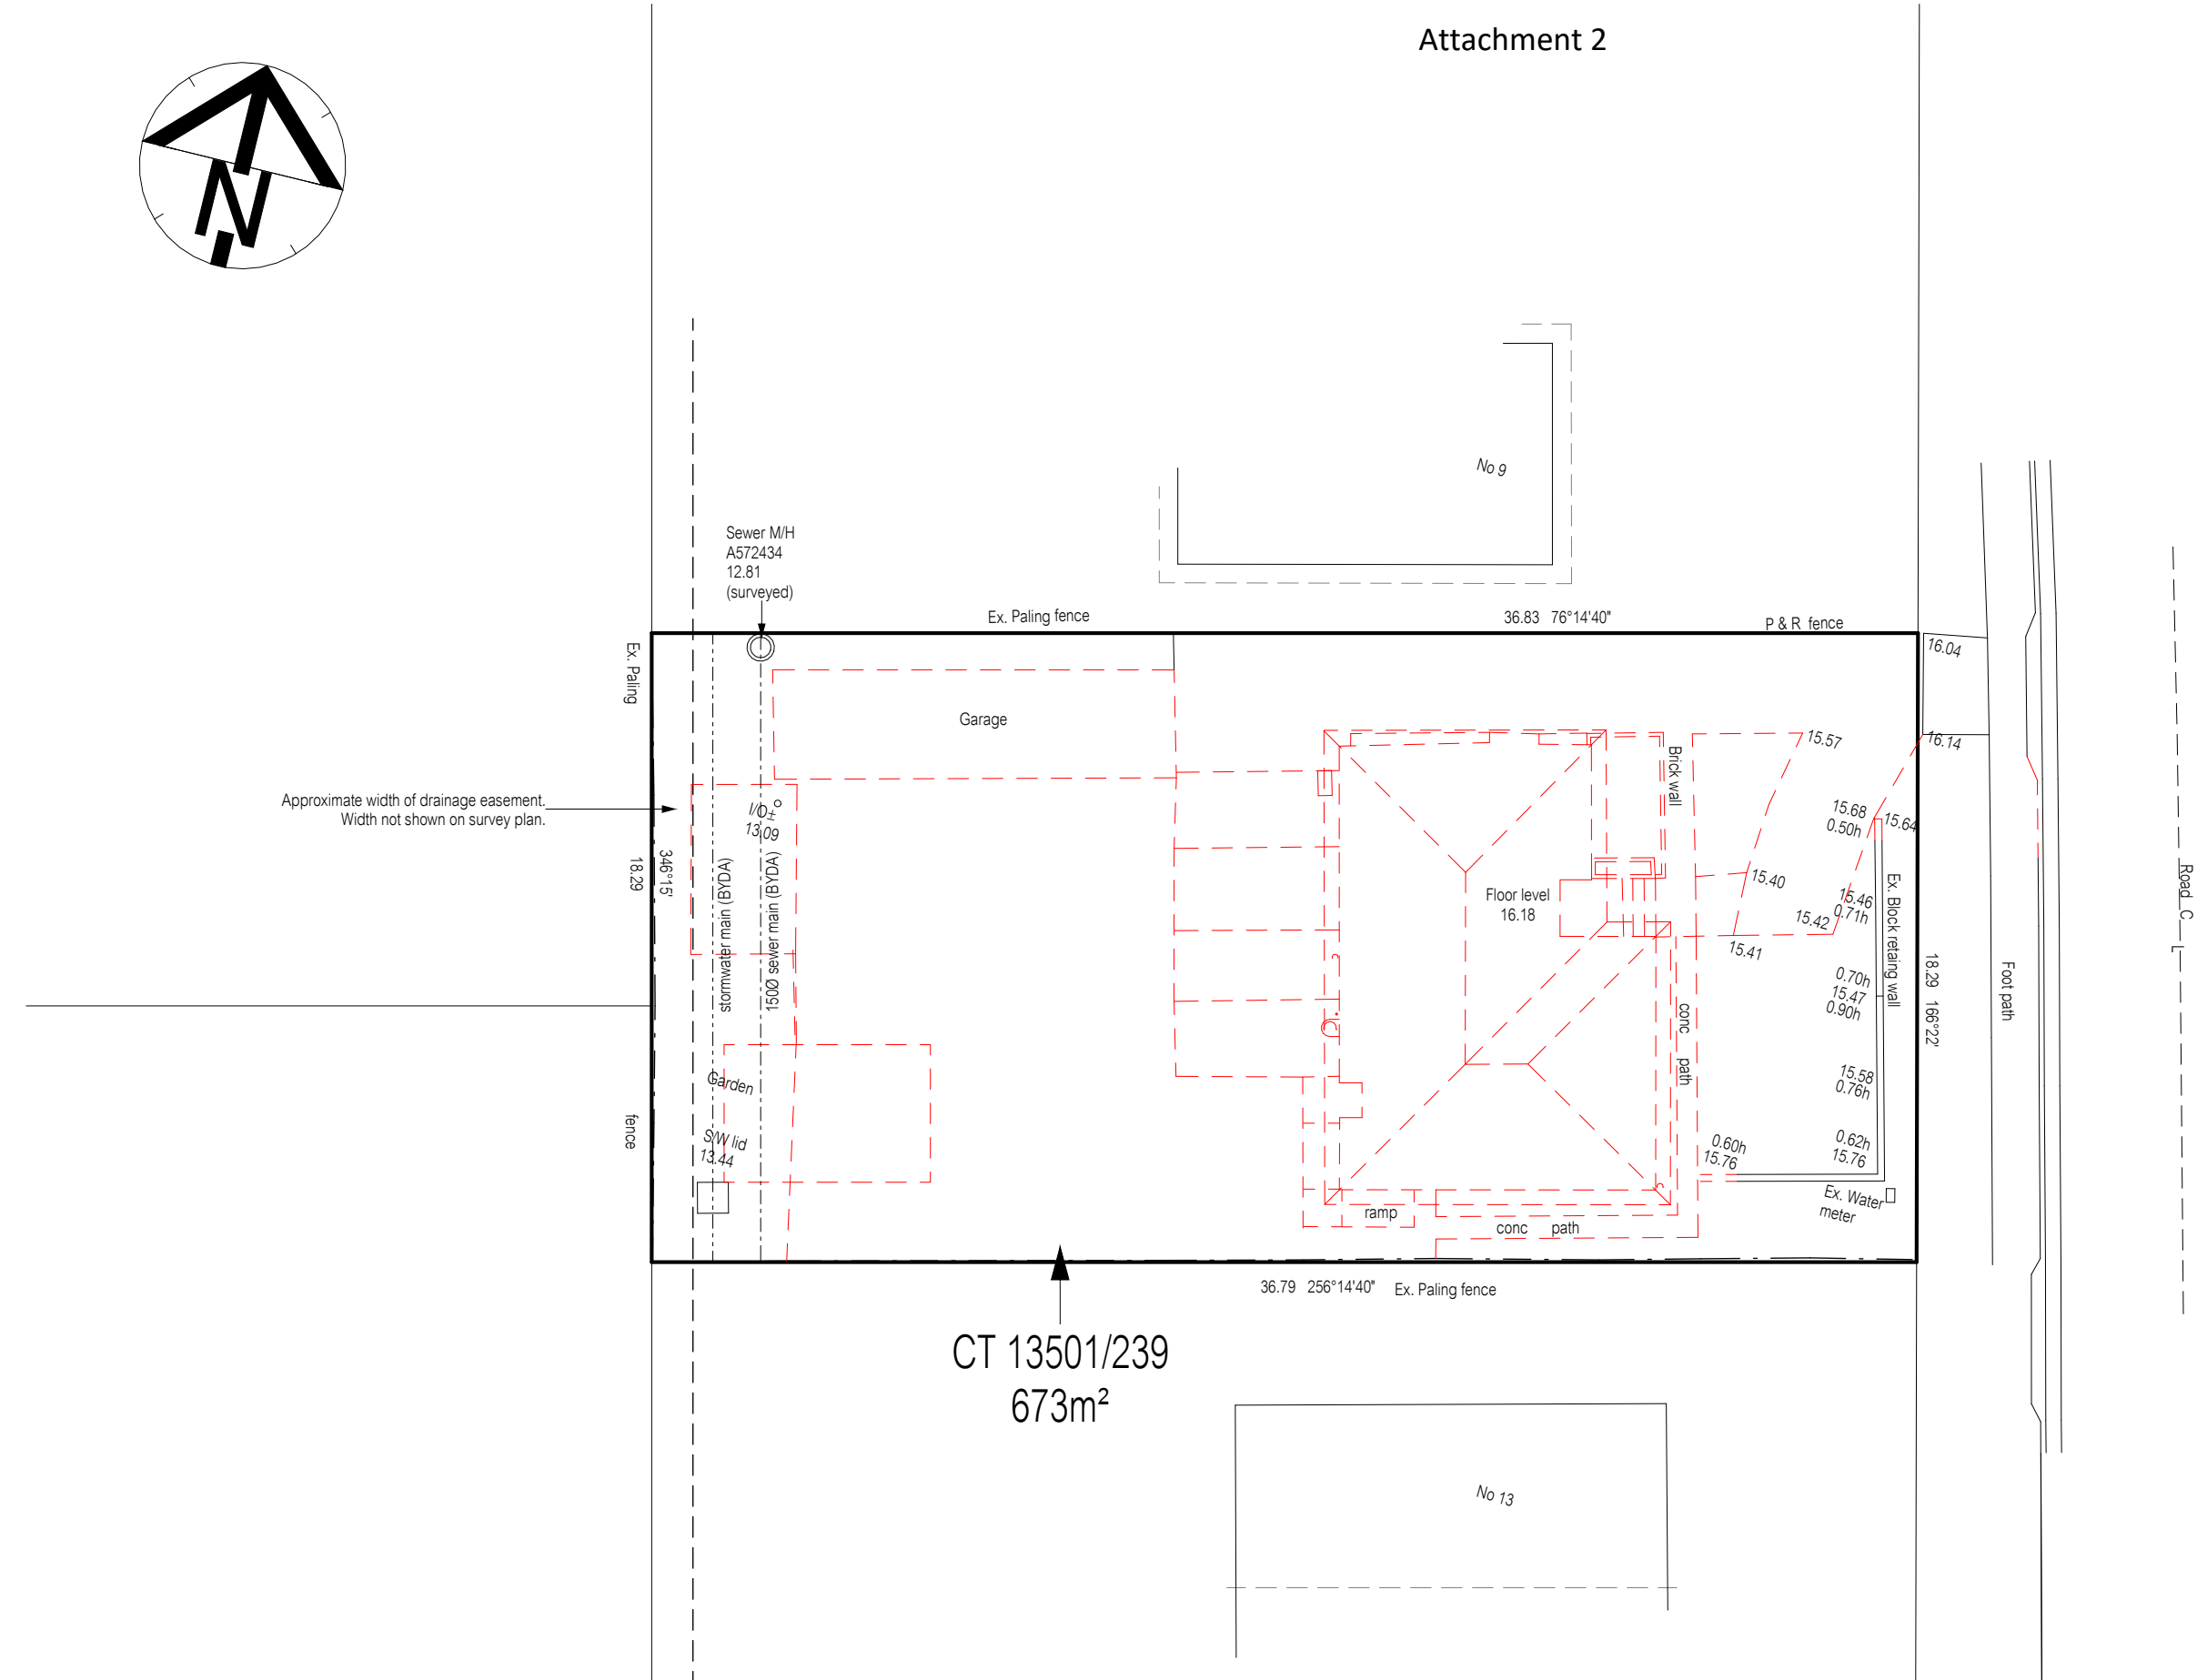 Attachment 2
N
No 9
Sewer M/H
A572434
12.81
(surveyed)
Ex. Paling fence
36.83 76°14'40"
P & R fence
Ex. Paling
16.04
Garage
16.14
15.57
Brick wall
Approximate width of drainage easement.
Width not shown on survey plan.
I/O±
13.09
15.68
0.50h
15.64
18.29
346°15'
stormwater main (BYDA)
150Ø sewer main (BYDA)
Floor level
16.18
15.40
15.46
0.71h
15.42
15.41
Ex. Block retaing wall
Road C
L
18.29 166°22'
Foot path
0.70h
15.47
0.90h
conc path
Garden
15.58
0.76h
fence
S/W lid
13.44
0.60h
15.76
0.62h
15.76
ramp
conc path
Ex. Water
meter
36.79 256°14'40"
Ex. Paling fence
CT 13501/239
673m²
No 13